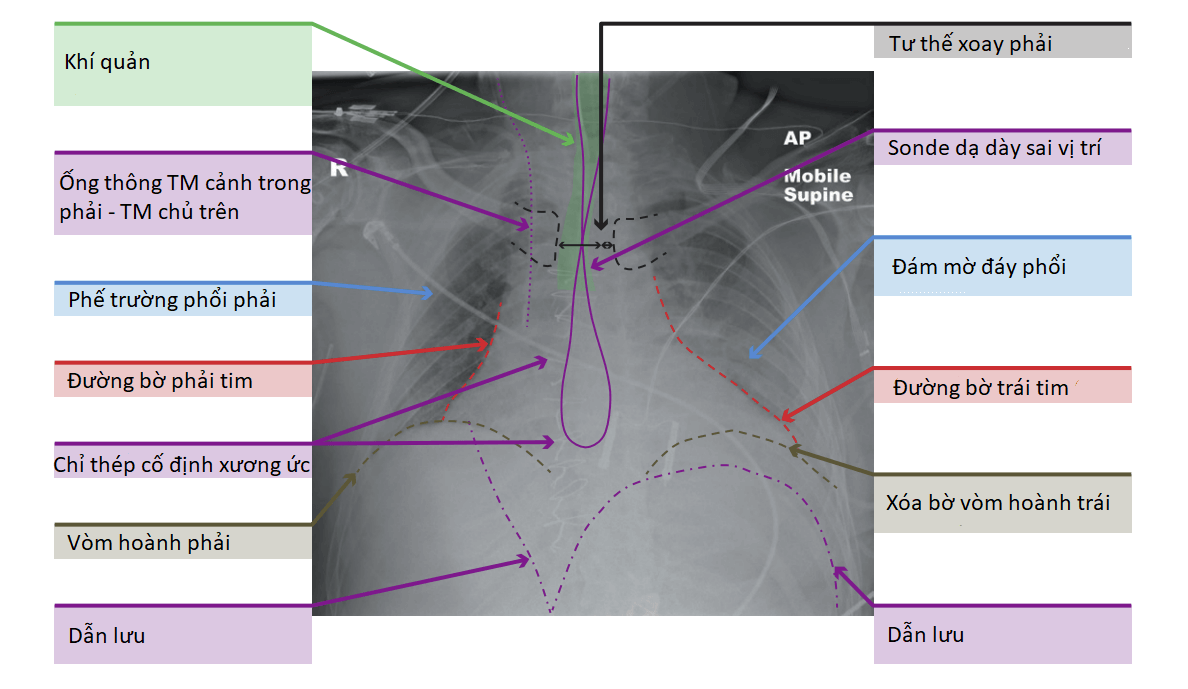 Khí quản
Tư thế xoay phải
AP
Sonde dạ dày sai vị trí
R
Mobile
Supine
Ống thông TM cảnh trong
phải - TM chủ trên
Đám mờ đáy phổi
Phế trường phổi phải
Đường bờ phải tim
Đường bờ trái tim
Chỉ thép cố định xương ức
Xóa bờ vòm hoành trái
Vòm hoành phải
Dẫn lưu
Dẫn lưu